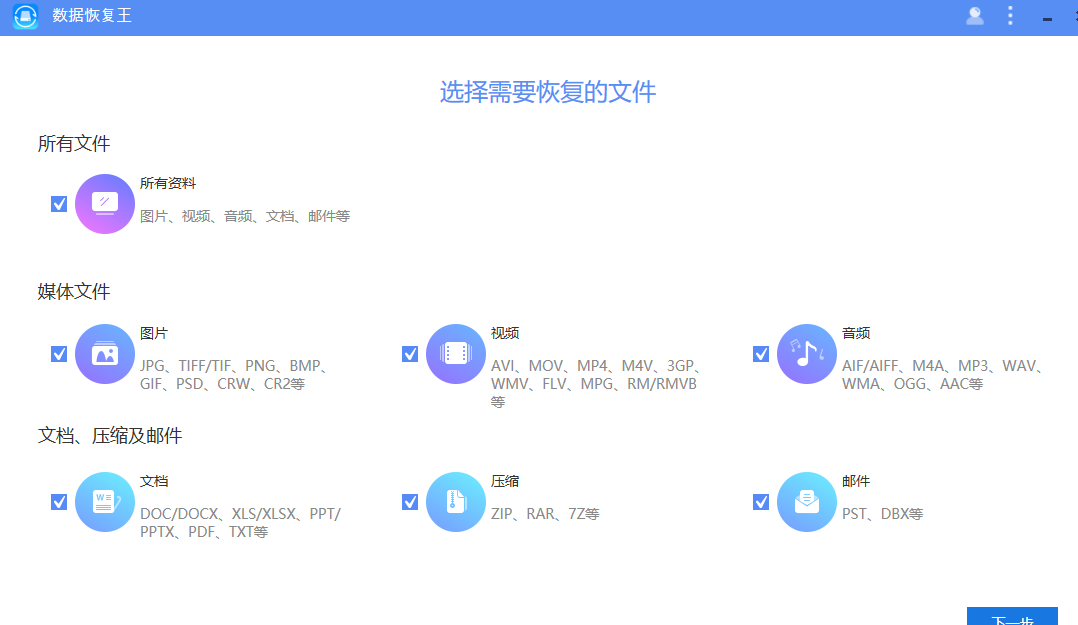 数据恢复王
选择需要恢复的文件
所有文件
所有资料
图片、视频、音频、文档、邮件等
媒体文件
图片
JPG、TIFF/TIF、PNG、BMP、
GIF、PSD、CRW、CR2等
视频
AVI、MOV、MP4、M4V、3GP、
WMV、FLV、MPG、RM/RMVB
等
音频
AIF/AIFF、M4A、MP3、WAV、
WMA、OGG、AAC等
文档、压缩及邮件
文档
DOC/DOCX、XLS/XLSX、PPT/
PPTX、PDF、TXT等
压缩
ZIP、RAR、7Z等
邮件
PST、DBX等
下一步